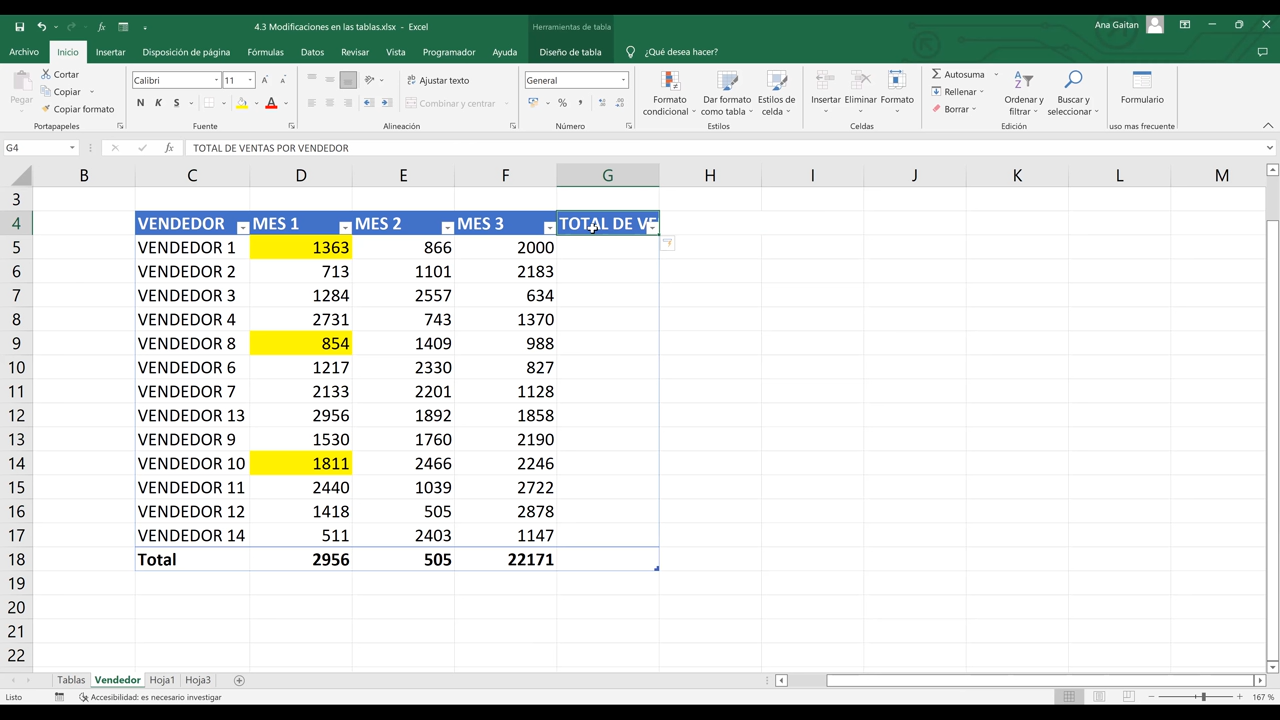 4.3 Modificaciones en las tablas.xlsx - Excel
Herramientas de tabla
Ana Gaitan
Archivo Inicio Insertar Disposición de página Fórmulas Datos Revisar Vista Programador Ayuda Diseño de tabla ¿Qué desea hacer?
Pegar
Cortar
Copiar
Copiar formato
Portapapeles
Calibri 11
N K S
Fuente
Ajustar texto
Combinar y centrar
Alineación
General
Número
Formato condicional
Dar formato como tabla
Estilos de celda
Estilos
Insertar Eliminar Formato
Celdas
Autosuma
Rellenar
Borrar
Ordenar y filtrar
Buscar y seleccionar
Edición
Formulario
uso mas frecuente
G4 fx TOTAL DE VENTAS POR VENDEDOR
B C D E F G H I J K L M
3
4 VENDEDOR MES 1 MES 2 MES 3 TOTAL DE VE
5 VENDEDOR 1 1363 866 2000
6 VENDEDOR 2 713 1101 2183
7 VENDEDOR 3 1284 2557 634
8 VENDEDOR 4 2731 743 1370
9 VENDEDOR 8 854 1409 988
10 VENDEDOR 6 1217 2330 827
11 VENDEDOR 7 2133 2201 1128
12 VENDEDOR 13 2956 1892 1858
13 VENDEDOR 9 1530 1760 2190
14 VENDEDOR 10 1811 2466 2246
15 VENDEDOR 11 2440 1039 2722
16 VENDEDOR 12 1418 505 2878
17 VENDEDOR 14 511 2403 1147
18 Total 2956 505 22171
19
20
21
22
Tablas Vendedor Hoja1 Hoja3
Listo Accesibilidad: es necesario investigar 167 %